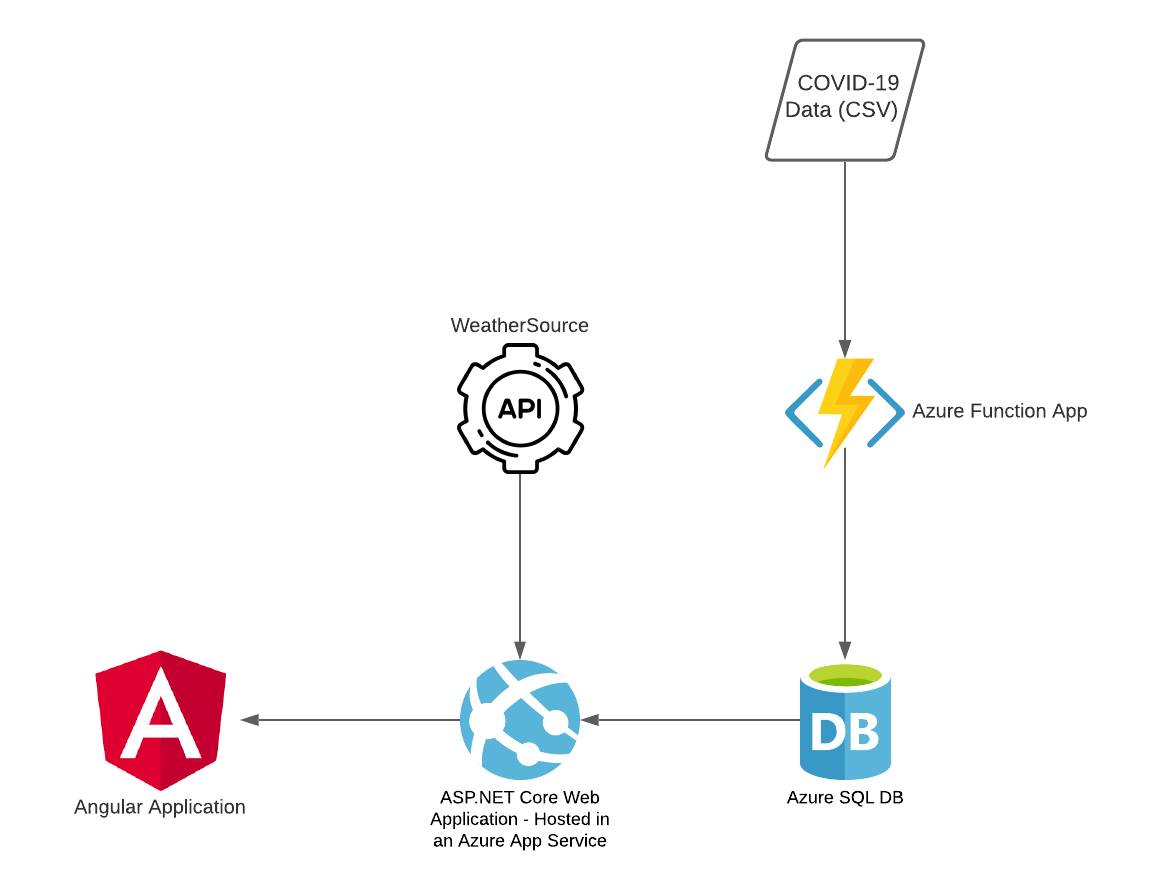 COVID-19
Data (CSV)
WeatherSource
API
Azure Function App
A
DB
Angular Application
ASP.NET Core Web
Application - Hosted in
an Azure App Service
Azure SQL DB